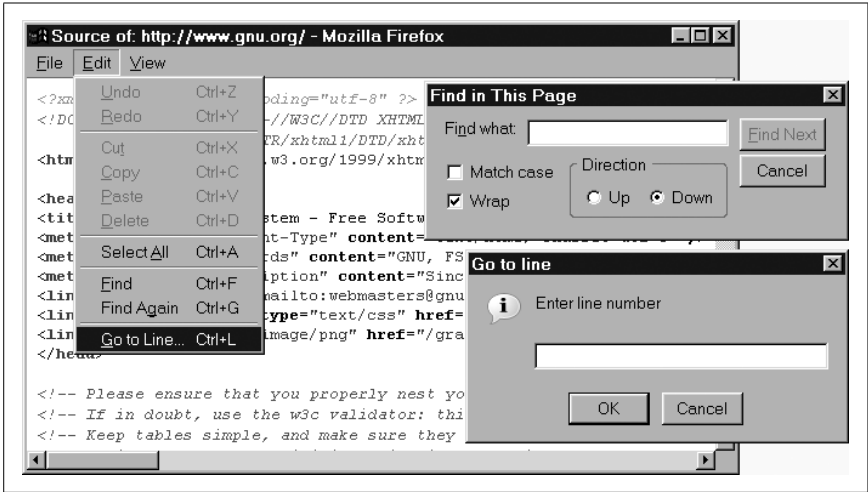 Source of: http://www.gnu.org/ - Mozilla Firefox
File Edit View
Undo Ctrl+Z
Redo Ctrl+Y
Cut Ctrl+X
Copy Ctrl+C
Paste Ctrl+V
Delete Ctrl+D
Select All Ctrl+A
Find Ctrl+F
Find Again Ctrl+G
Go to Line... Ctrl+L
<?xm oding="utf-8" ?>
<!DO -//W3C//DTD XHTML
TR/xhtml1/DTD/xht
<htm .w3.org/1999/xhtm
<hea
<tit stem - Free Softw
<met nt-Type" content=
<met rds" content="GNU, FS
<met iption" content="Sinc
<lin mailto:webmasters@gnu
<lin type="text/css" href=
<lin image/png" href="/gra
</head>
<!-- Please ensure that you properly nest yo
<!-- If in doubt, use the w3c validator: thi
<!-- Keep tables simple, and make sure they
Find in This Page
Find what:
Find Next
Match case
Direction
Cancel
Wrap
Up Down
Go to line
Enter line number
OK Cancel